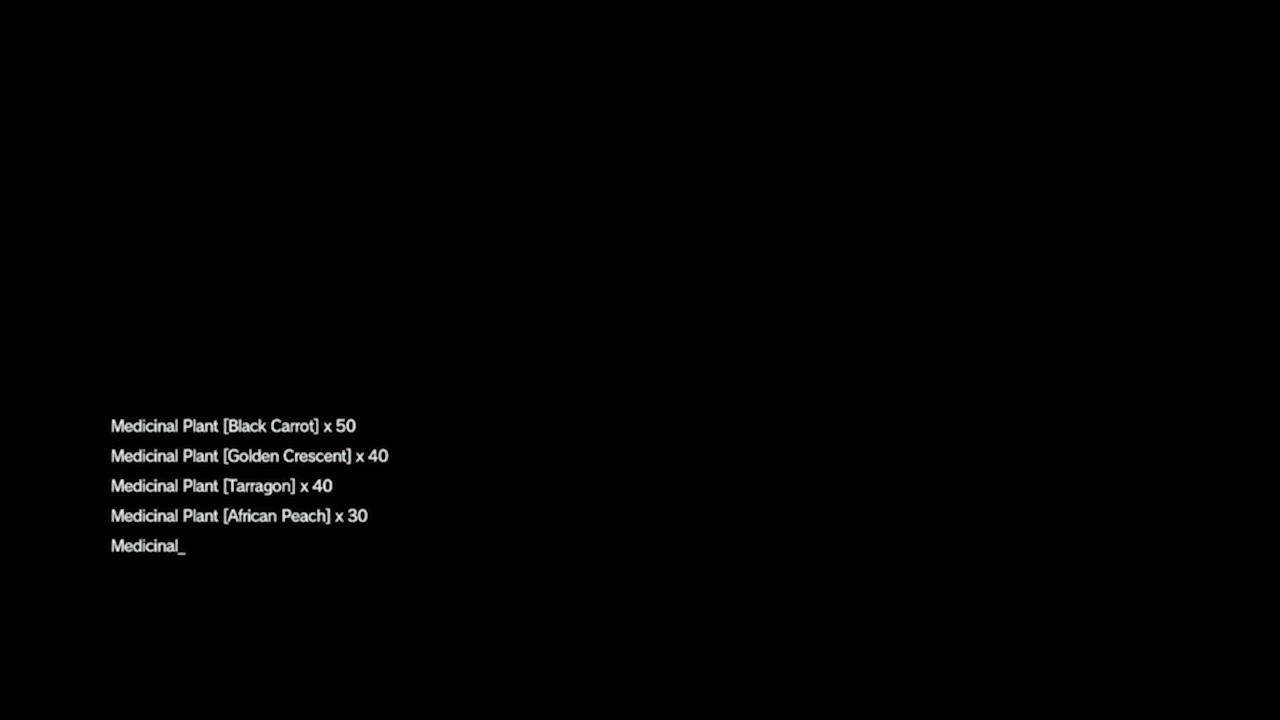 Medicinal Plant [Black Carrot] x 50
Medicinal Plant [Golden Crescent] x 40
Medicinal Plant [Tarragon] x 40
Medicinal Plant [African Peach] x 30
Medicinal_